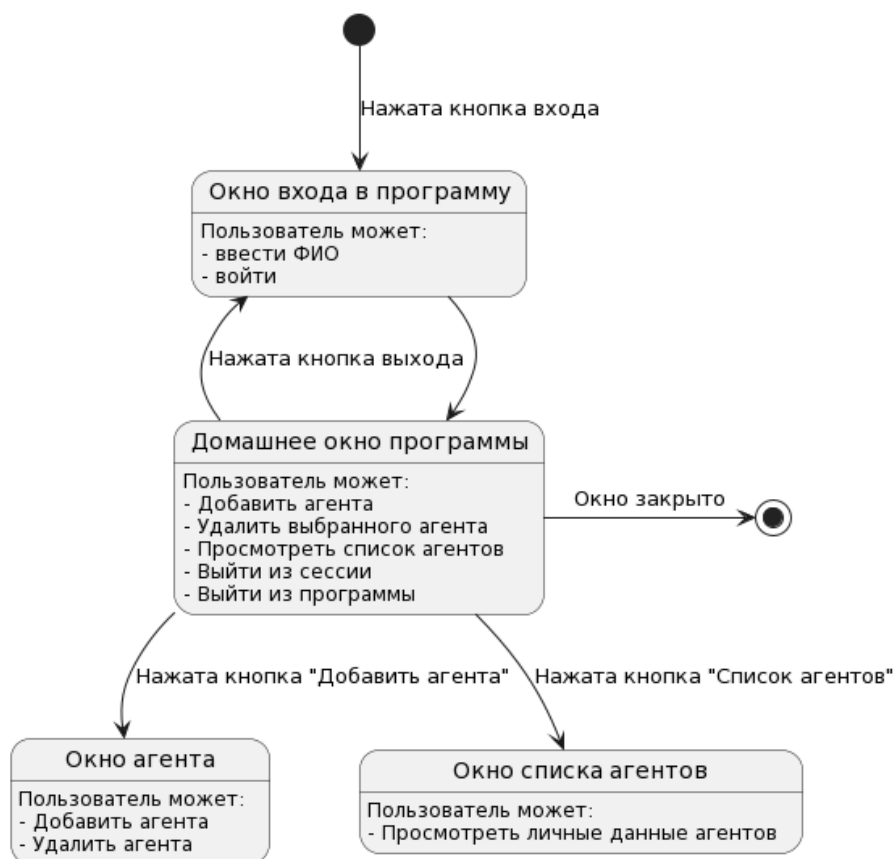 Нажата кнопка входа
Окно входа в программу
Пользователь может:
- ввести ФИО
- войти
Нажата кнопка выхода
Домашнее окно программы
Пользователь может:
- Добавить агента
- Удалить выбранного агента
- Просмотреть список агентов
- Выйти из сессии
- Выйти из программы
Окно закрыто
Нажата кнопка "Добавить агента"
Нажата кнопка "Список агентов"
Окно агента
Пользователь может:
- Добавить агента
- Удалить агента
Окно списка агентов
Пользователь может:
- Просмотреть личные данные агентов